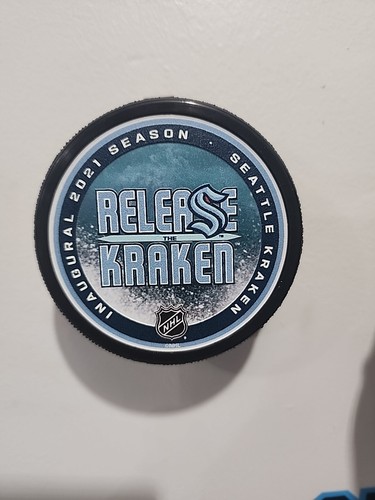 INAUGURAL 2021 SEASON · SEATTLE KRAKEN
RELEASE
THE
KRAKEN
NHL